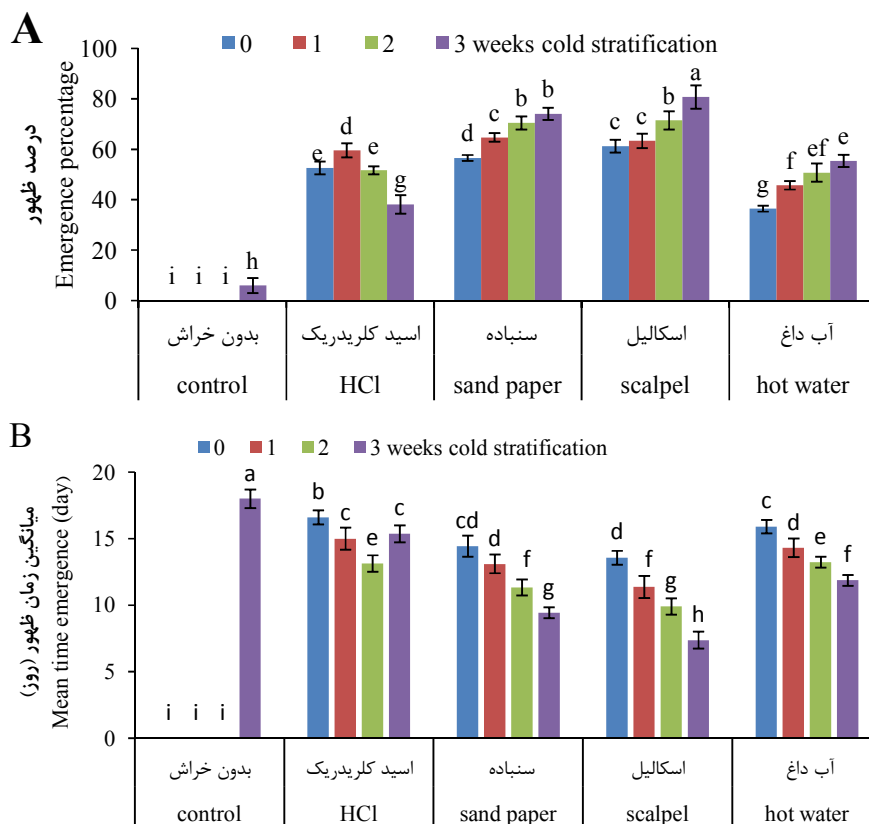 A
0 1 2 3 weeks cold stratification
درصد ظهور
Emergence percentage
100
80
60
40
20
0
i i i h
e d e g
d c b b
c c b a
g f ef e
بدون خراش اسید کلریدریک سنباده اسکالپل آب داغ
control HCl sand paper scalpel hot water
B
0 1 2 3 weeks cold stratification
میانگین زمان ظهور (روز)
Mean time emergence (day)
20
15
10
5
0
i i i a
b c e c
cd d f g
d f g h
c d e f
بدون خراش اسید کلریدریک سنباده اسکالپل آب داغ
control HCl sand paper scalpel hot water